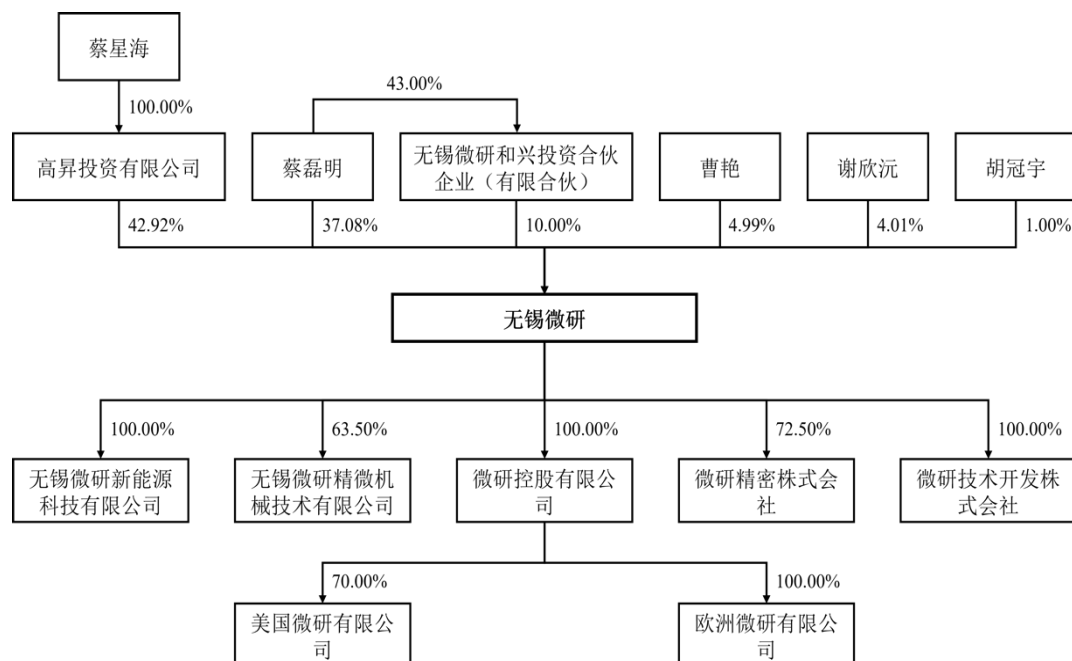 蔡星海
100.00%
43.00%
高昇投资有限公司
蔡磊明
无锡微研和兴投资合伙
企业（有限合伙）
曹艳
谢欣沅
胡冠宇
42.92%
37.08%
10.00%
4.99%
4.01%
1.00%
无锡微研
100.00%
63.50%
100.00%
72.50%
100.00%
无锡微研新能源
科技有限公司
无锡微研精微机
械技术有限公司
微研控股有限公
司
微研精密株式会
社
微研技术开发株
式会社
70.00%
100.00%
美国微研有限公
司
欧洲微研有限公
司